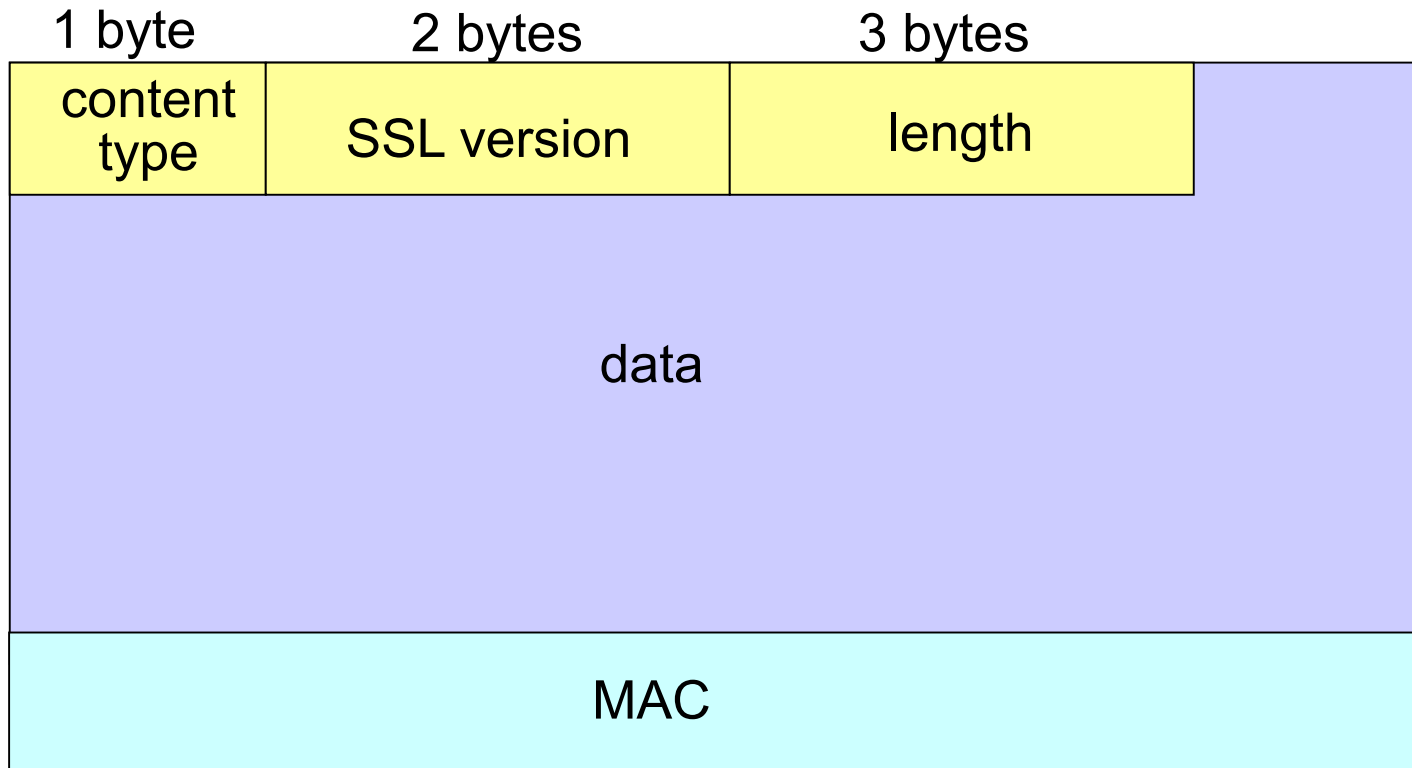 1 byte 2 bytes 3 bytes
content
type
SSL version
length
data
MAC